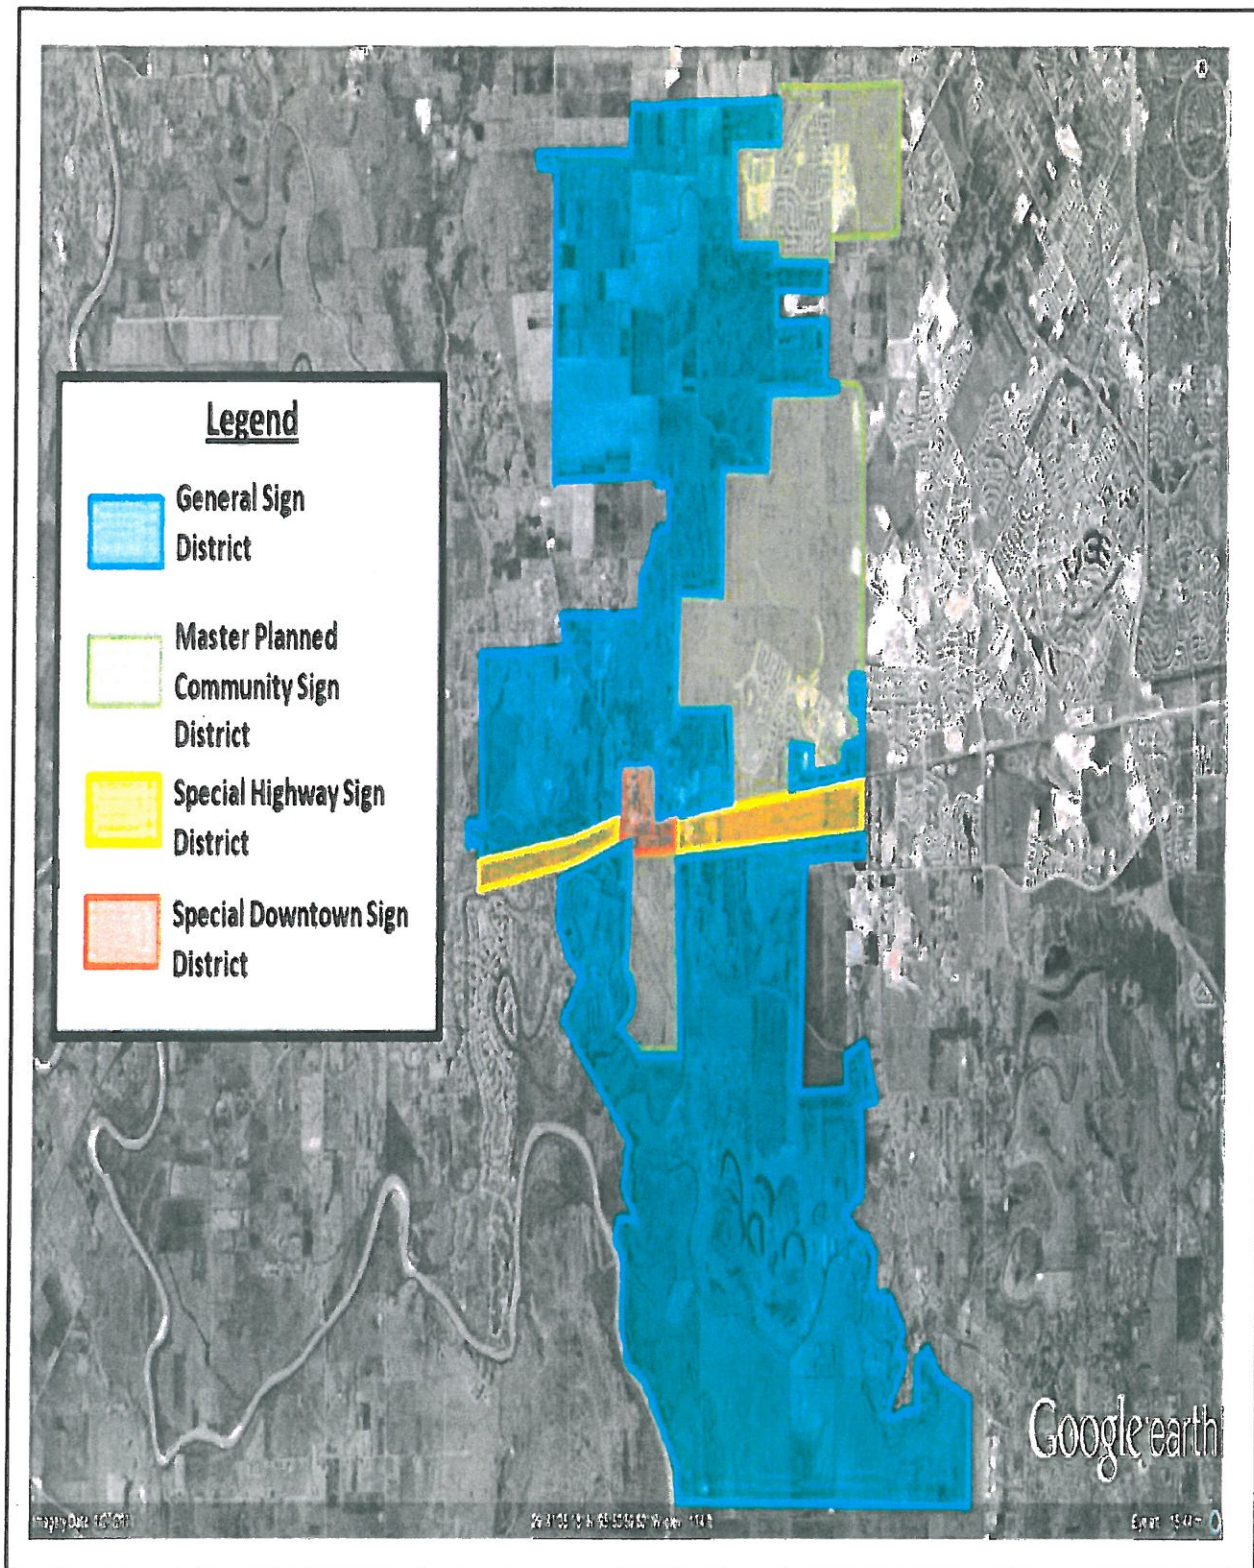 Legend
General Sign
District
Master Planned
Community Sign
District
Special Highway Sign
District
Special Downtown Sign
District
Google earth